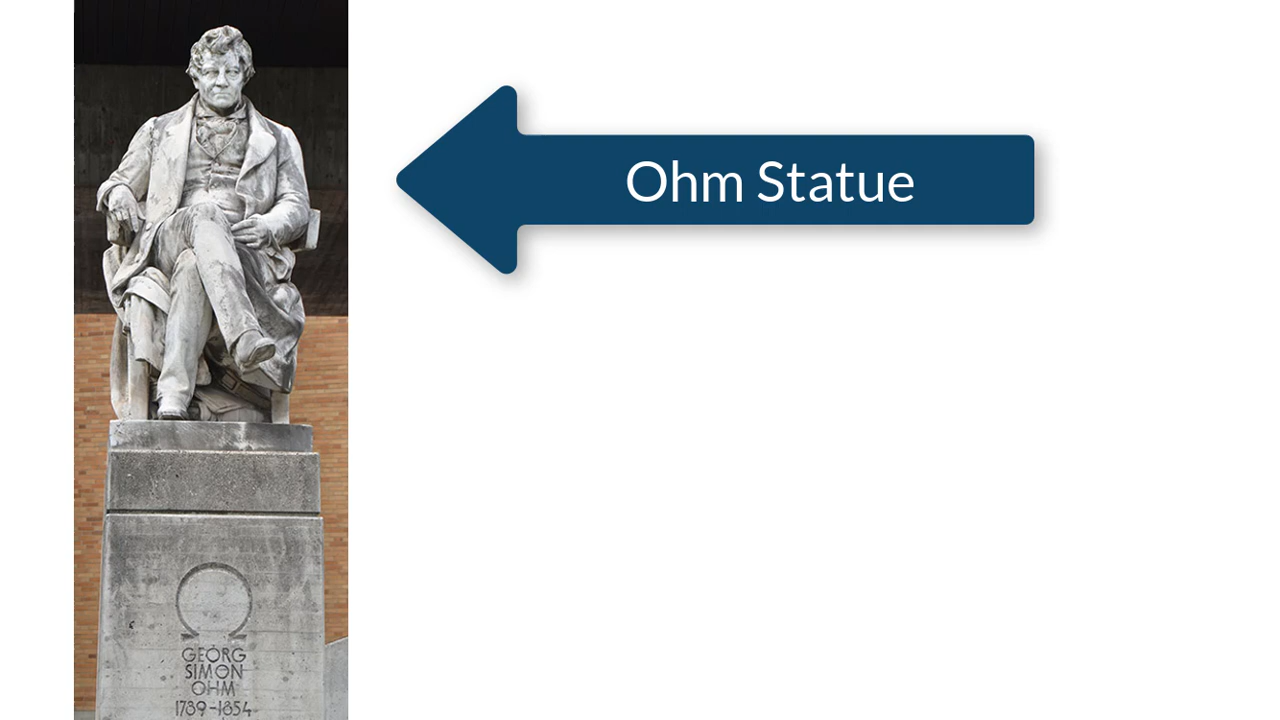 Ohm Statue
Ω
GEORG
SIMON
OHM
1789-1854